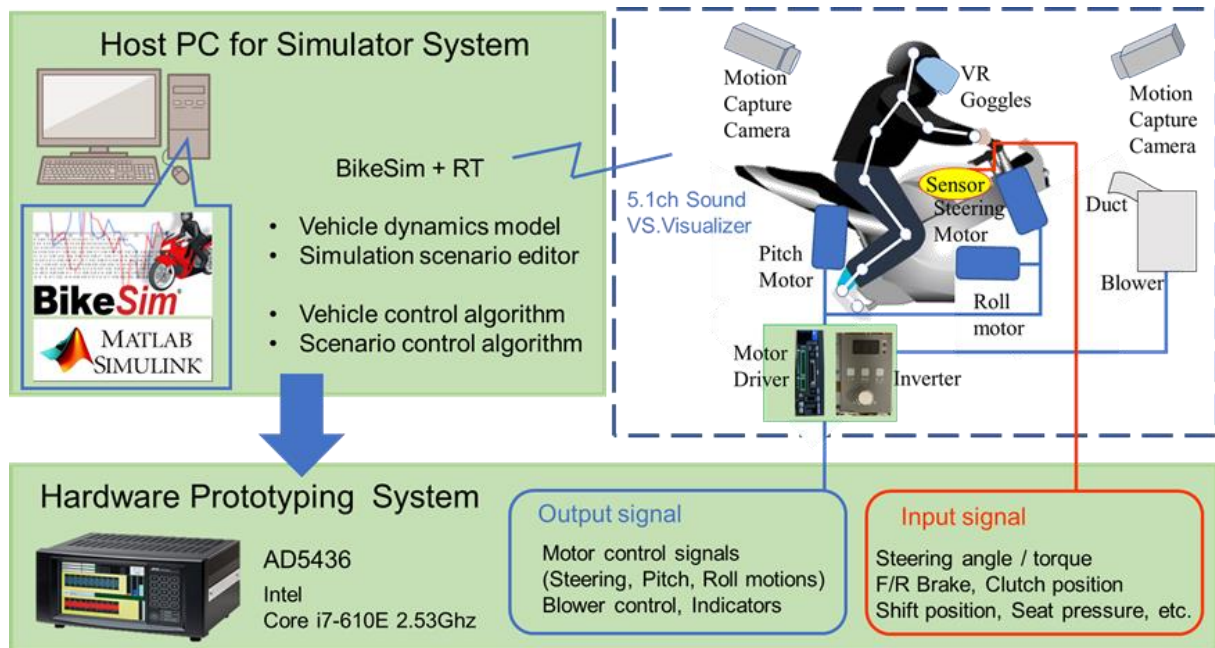 Host PC for Simulator System
BikeSim + RT
• Vehicle dynamics model
• Simulation scenario editor
• Vehicle control algorithm
• Scenario control algorithm
BikeSim
MATLAB
SIMULINK
Motion
Capture
Camera
VR
Goggles
Motion
Capture
Camera
5.1ch Sound
VS.Visualizer
Sensor
Steering
Motor
Pitch
Motor
Roll
motor
Duct
Blower
Motor
Driver
Inverter
Hardware Prototyping System
AD5436
Intel
Core i7-610E 2.53Ghz
Output signal
Motor control signals
(Steering, Pitch, Roll motions)
Blower control, Indicators
Input signal
Steering angle / torque
F/R Brake, Clutch position
Shift position, Seat pressure, etc.